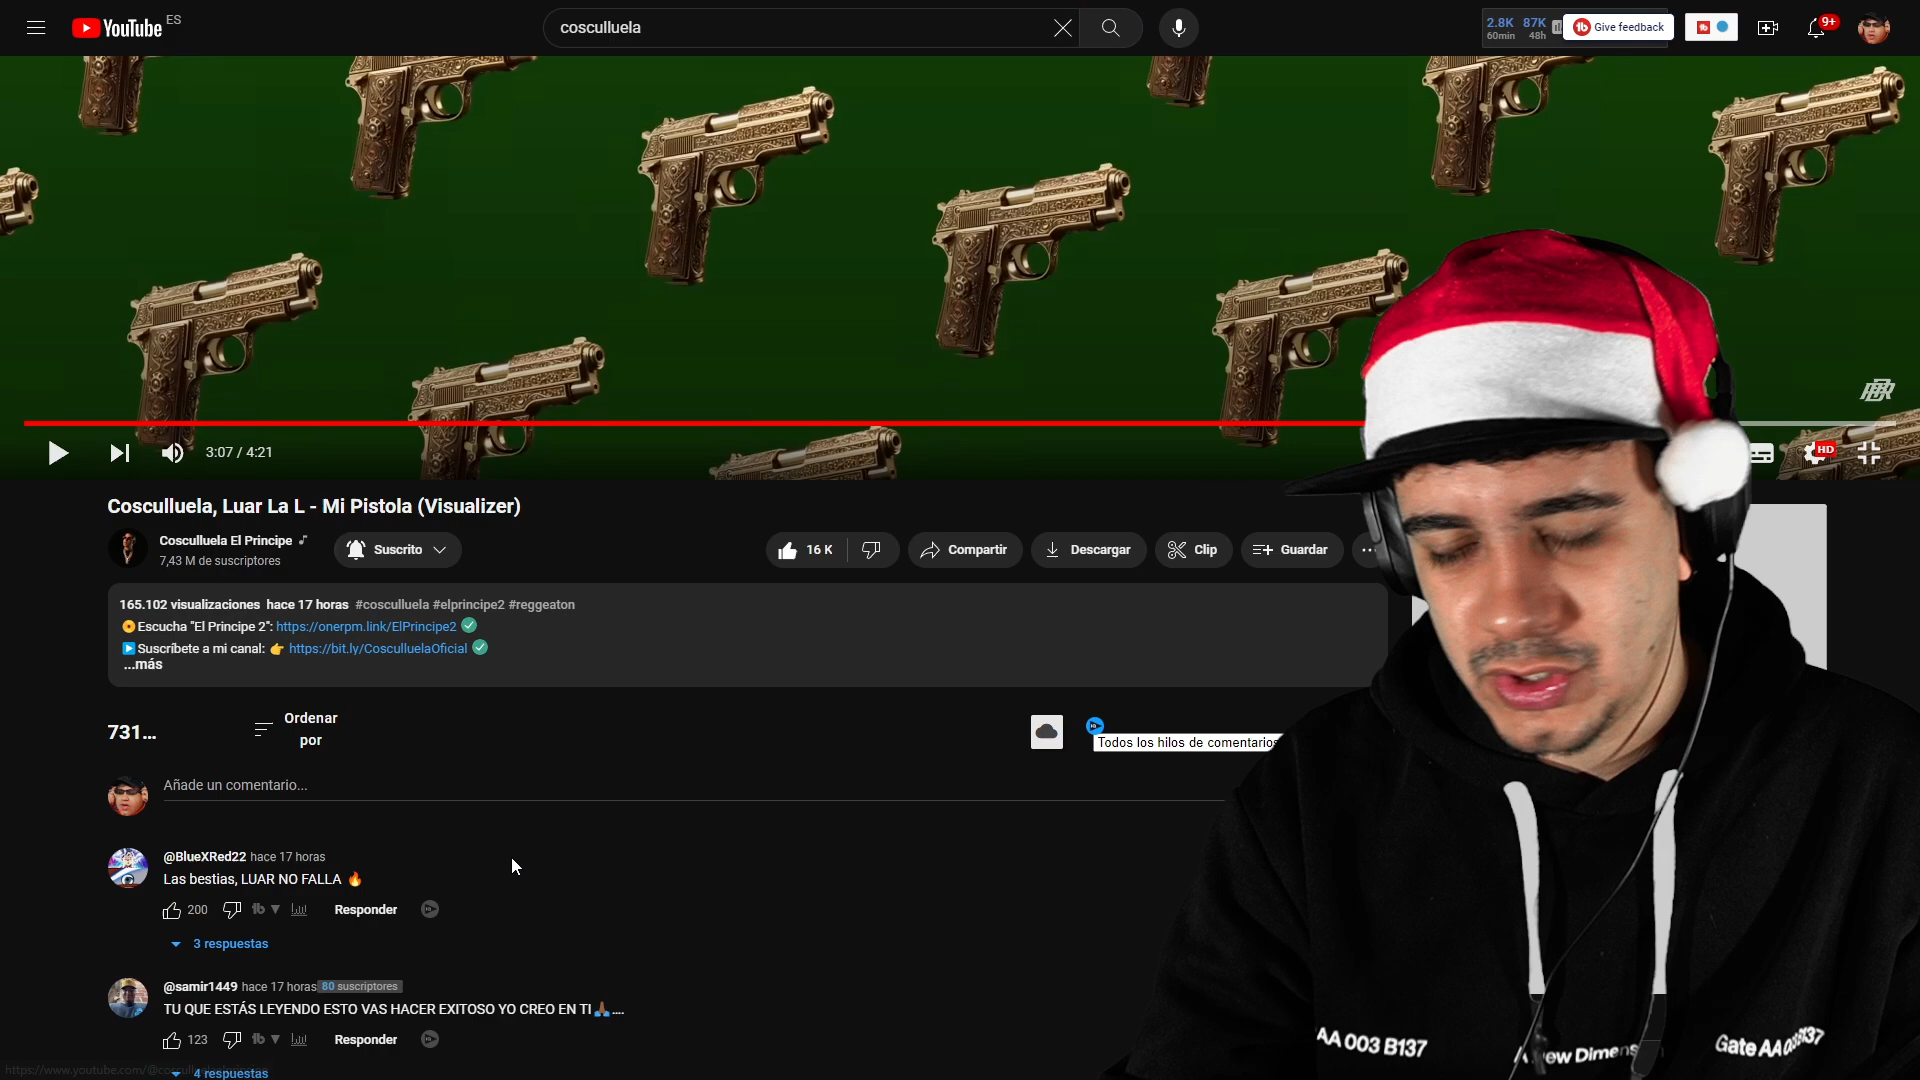 YouTube ES
cosculluela
2.8K 87K
60min 48h
Give feedback
9+
3:07 / 4:21
HD
Cosculluela, Luar La L - Mi Pistola (Visualizer)
Cosculluela El Principe
7,43 M de suscriptores
Suscrito
16 K
Compartir
Descargar
Clip
Guardar
165.102 visualizaciones hace 17 horas #cosculluela #elprincipe2 #reggeaton
Escucha "El Principe 2": https://onerpm.link/ElPrincipe2
Suscríbete a mi canal: 👉 https://bit.ly/CosculluelaOficial
...más
731...
Ordenar
por
Todos los hilos de comentarios
Añade un comentario...
@BlueXRed22 hace 17 horas
Las bestias, LUAR NO FALLA 🔥
200
Responder
3 respuestas
@samir1449 hace 17 horas 80 suscriptores
TU QUE ESTÁS LEYENDO ESTO VAS HACER EXITOSO YO CREO EN TI🙏....
123
Responder
4 respuestas
AA 003 B137
Gate AA